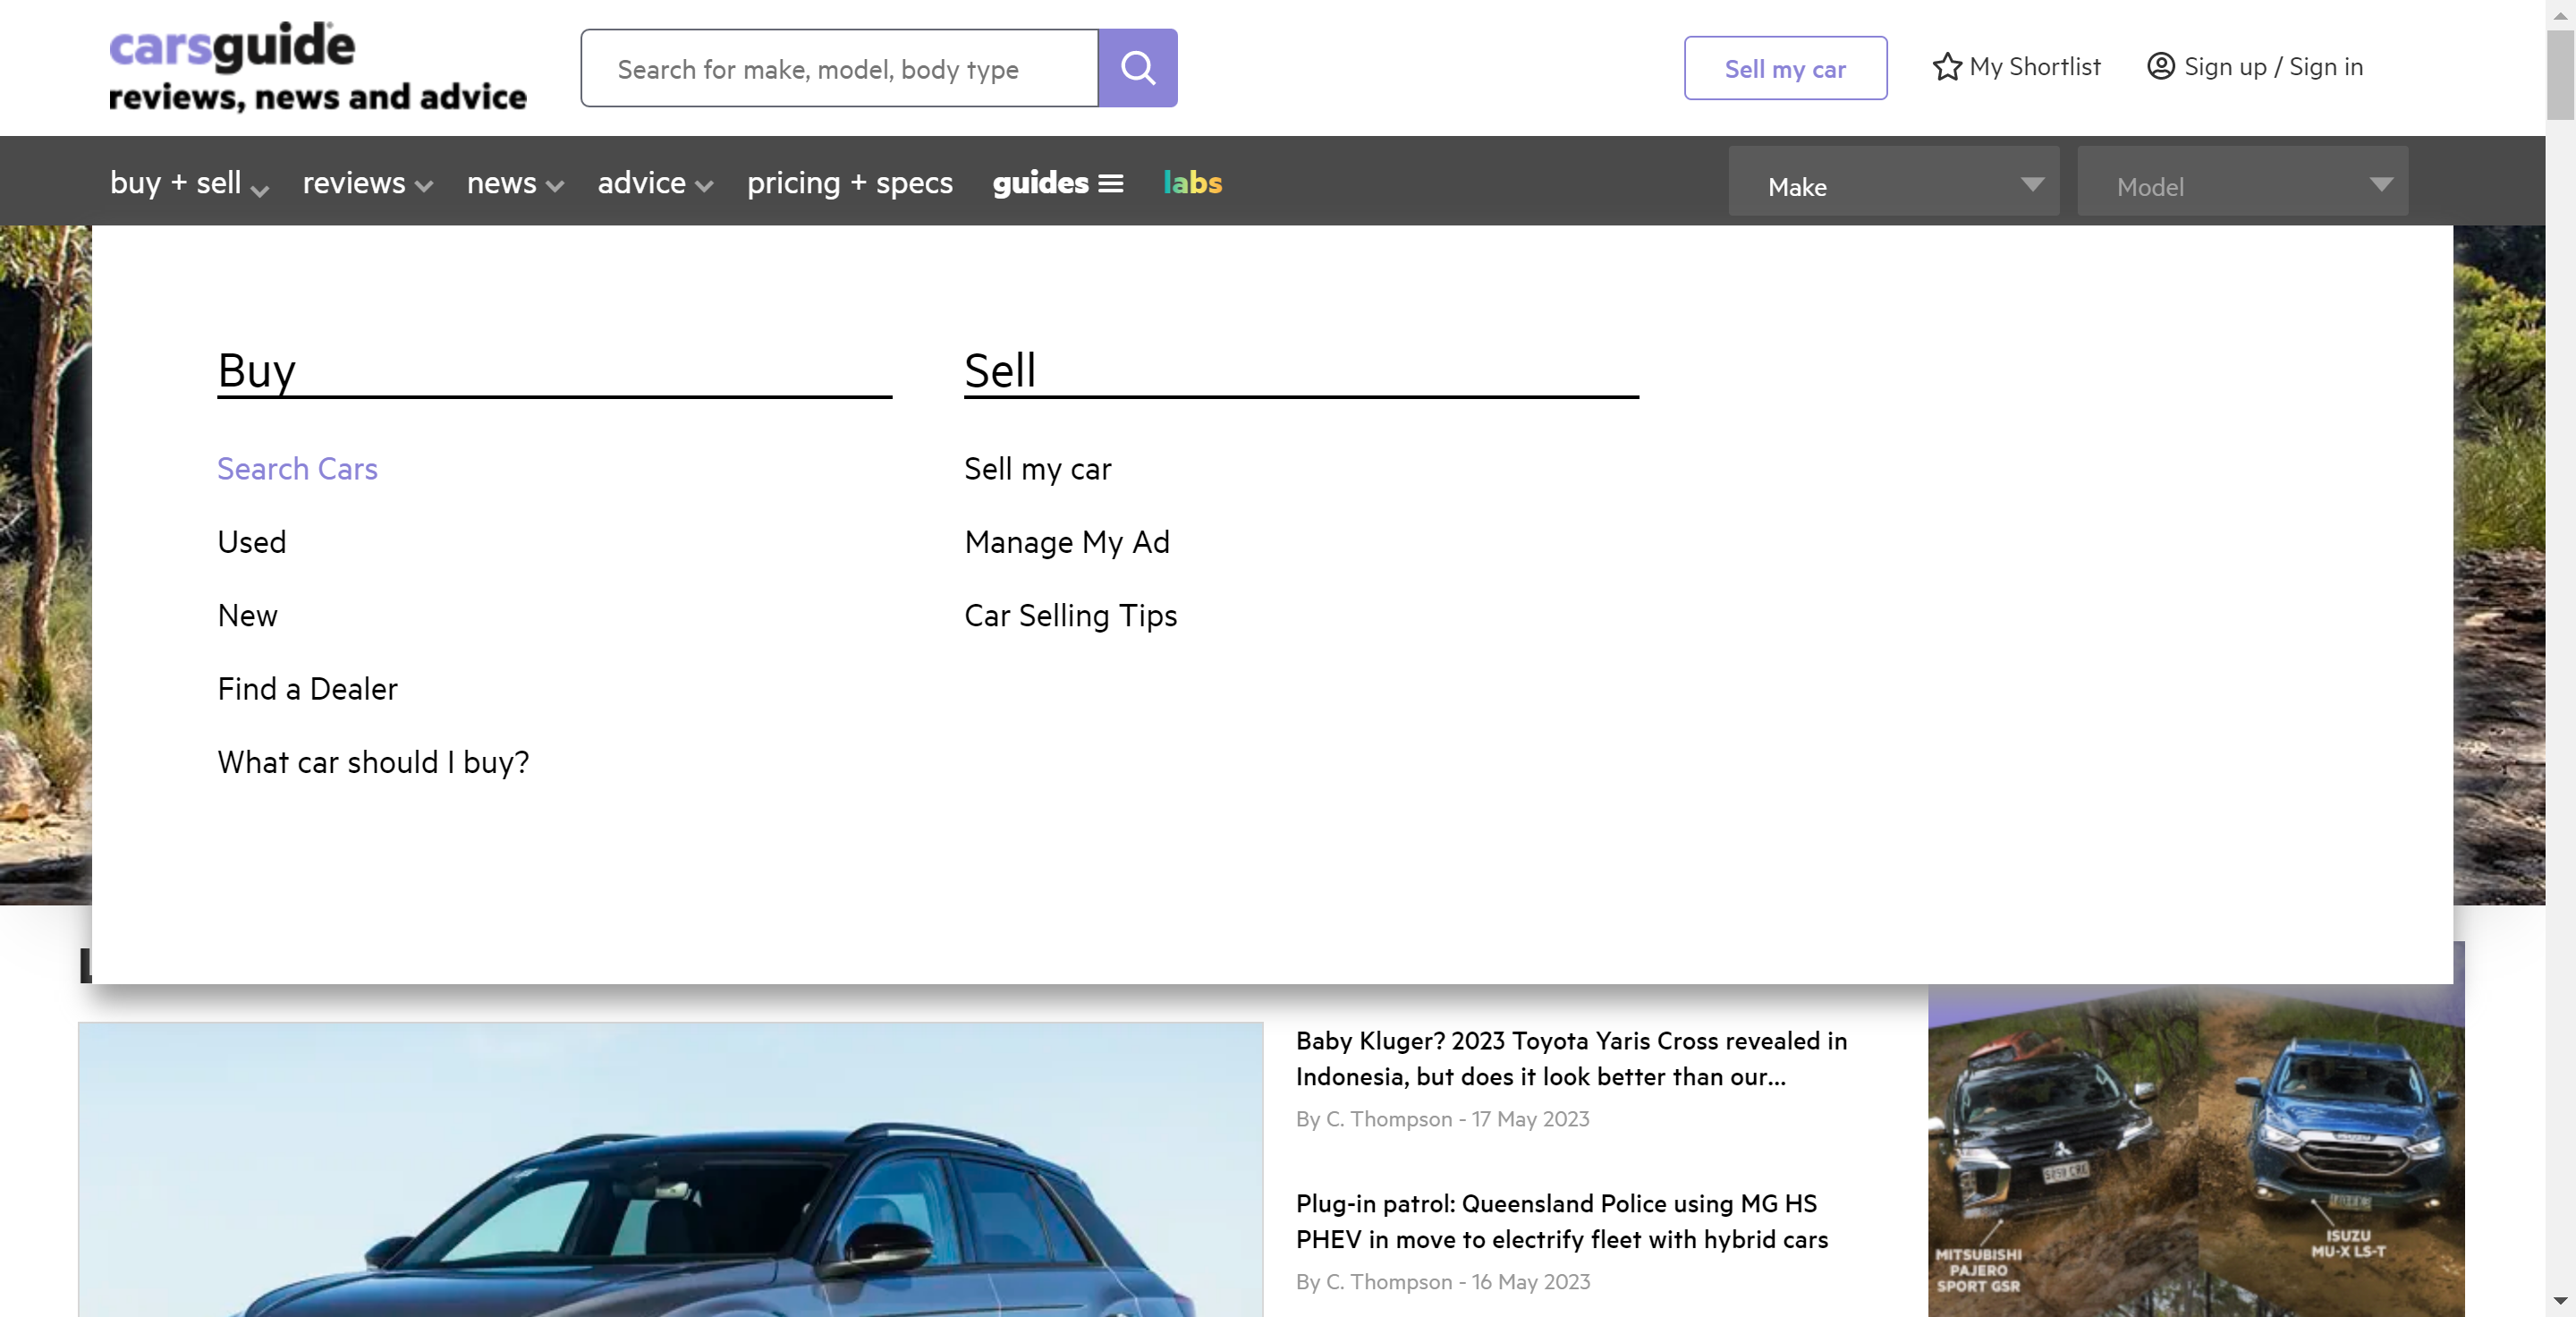 carsguide
reviews, news and advice
Search for make, model, body type
Sell my car
My Shortlist
Sign up / Sign in
buy + sell
reviews
news
advice
pricing + specs
guides
labs
Make
Model
Buy
Search Cars
Used
New
Find a Dealer
What car should I buy?
Sell
Sell my car
Manage My Ad
Car Selling Tips
Baby Kluger? 2023 Toyota Yaris Cross revealed in
Indonesia, but does it look better than our...
By C. Thompson - 17 May 2023
Plug-in patrol: Queensland Police using MG HS
PHEV in move to electrify fleet with hybrid cars
By C. Thompson - 16 May 2023
MITSUBISHI
PAJERO
SPORT GSR
ISUZU
MU-X LS-T